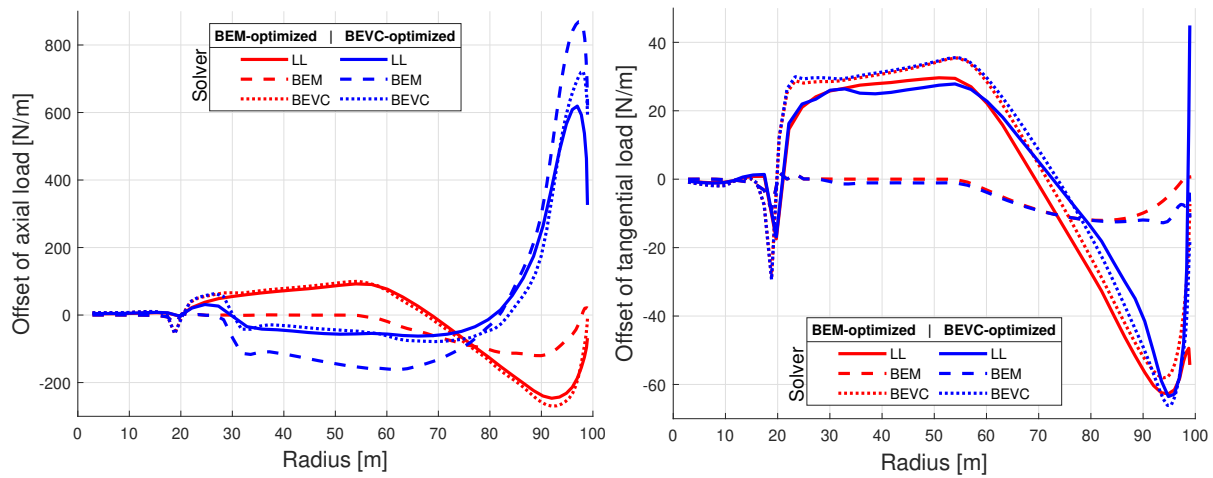 Offset of axial load [N/m]
800
600
400
200
0
-200
BEM-optimized | BEVC-optimized
Solver
LL LL
BEM BEM
BEVC BEVC
0 10 20 30 40 50 60 70 80 90 100
Radius [m]
Offset of tangential load [N/m]
40
20
0
-20
-40
-60
BEM-optimized | BEVC-optimized
Solver
LL LL
BEM BEM
BEVC BEVC
0 10 20 30 40 50 60 70 80 90 100
Radius [m]